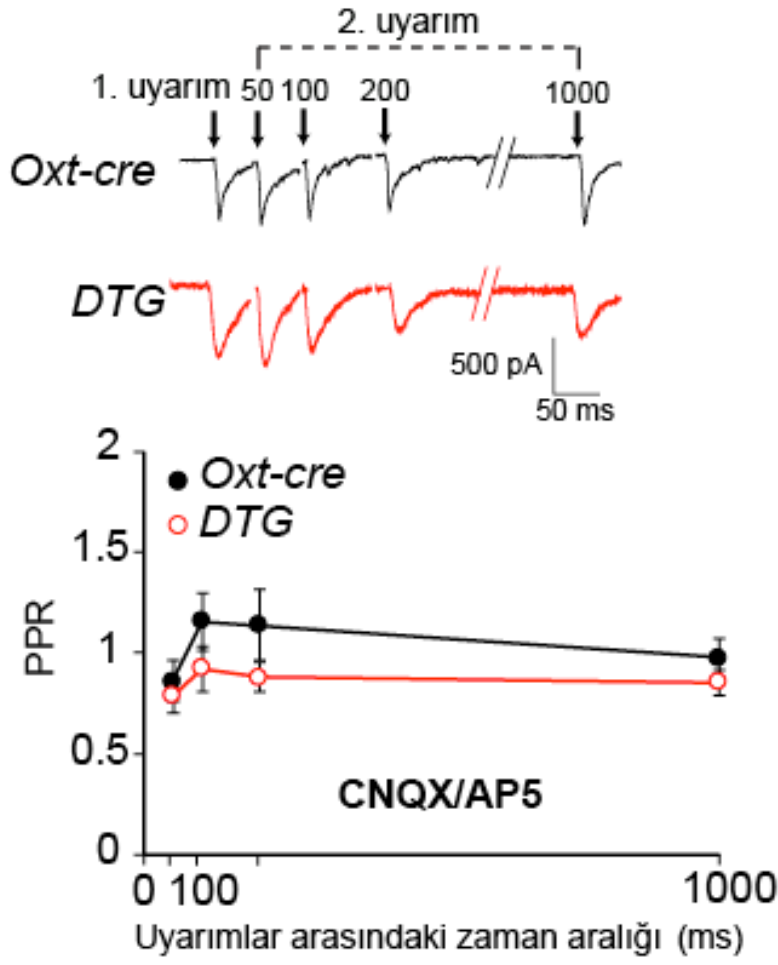 2. uyarım
1. uyarım 50 100 200 1000
Oxt-cre
DTG
500 pA
50 ms
2
Oxt-cre
DTG
1.5
PPR
1
0.5
CNQX/AP5
0
0 100 1000
Uyarımlar arasındaki zaman aralığı (ms)